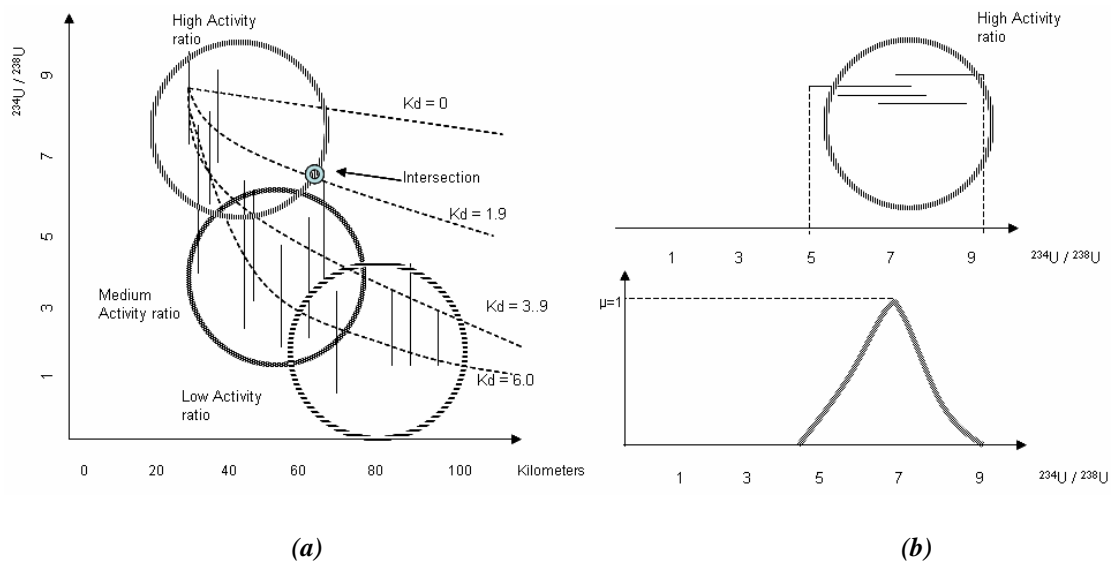 High Activity
ratio
²³⁴U / ²³⁸U
9
7
5
3
1
Kd = 0
Intersection
Kd = 1.9
Medium
Activity ratio
Kd = 3..9
Low Activity
ratio
Kd = 6.0
0 20 40 60 80 100 Kilometers
(a)
High Activity
ratio
1 3 5 7 9 ²³⁴U / ²³⁸U
μ=1
1 3 5 7 9 ²³⁴U / ²³⁸U
(b)